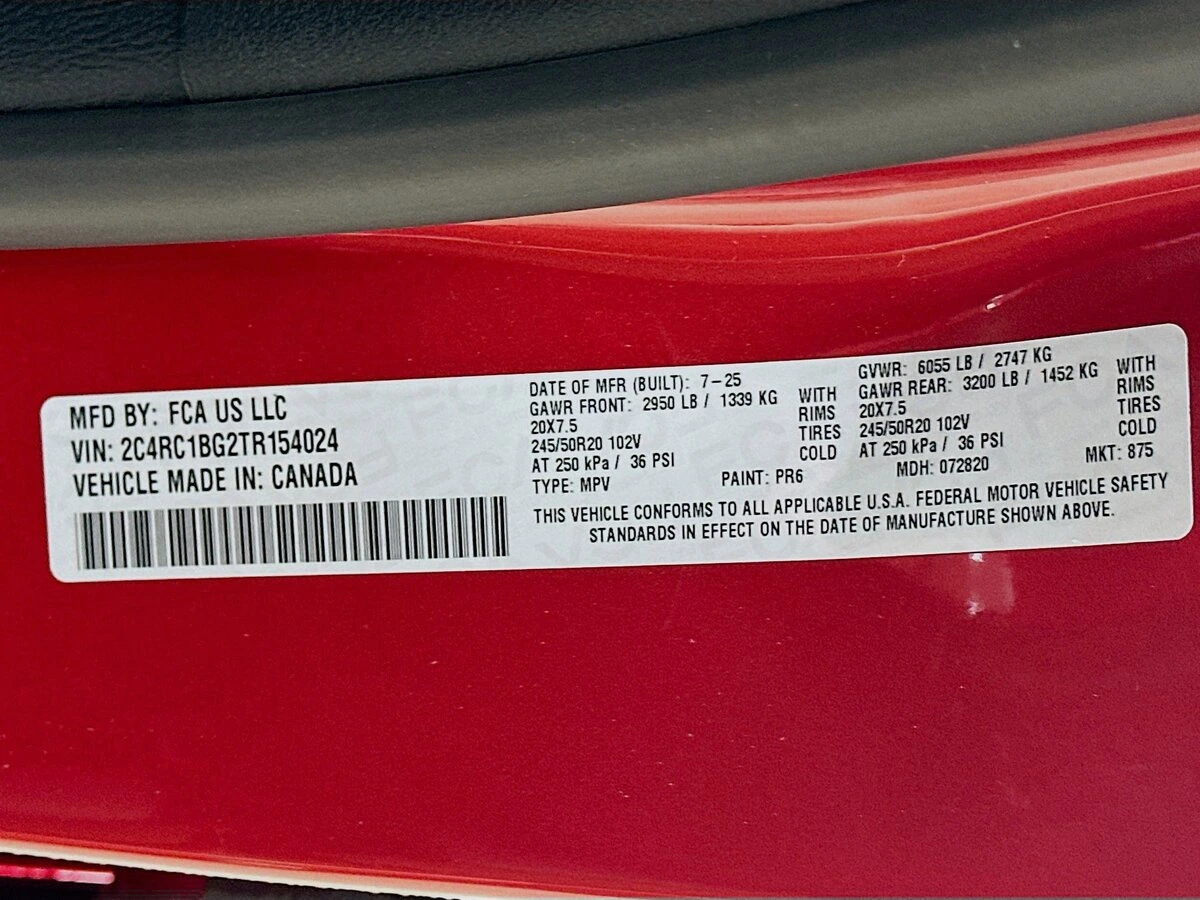 MFD BY: FCA US LLC
VIN: 2C4RC1BG2TR154024
VEHICLE MADE IN: CANADA
DATE OF MFR (BUILT): 7-25
GAWR FRONT: 2950 LB / 1339 KG WITH
20X7.5 RIMS
245/50R20 102V TIRES
AT 250 kPa / 36 PSI COLD
TYPE: MPV PAINT: PR6
GVWR: 6055 LB / 2747 KG
GAWR REAR: 3200 LB / 1452 KG WITH
20X7.5 RIMS
245/50R20 102V TIRES
AT 250 kPa / 36 PSI COLD
MDH: 072820 MKT: 875
THIS VEHICLE CONFORMS TO ALL APPLICABLE U.S.A. FEDERAL MOTOR VEHICLE SAFETY
STANDARDS IN EFFECT ON THE DATE OF MANUFACTURE SHOWN ABOVE.